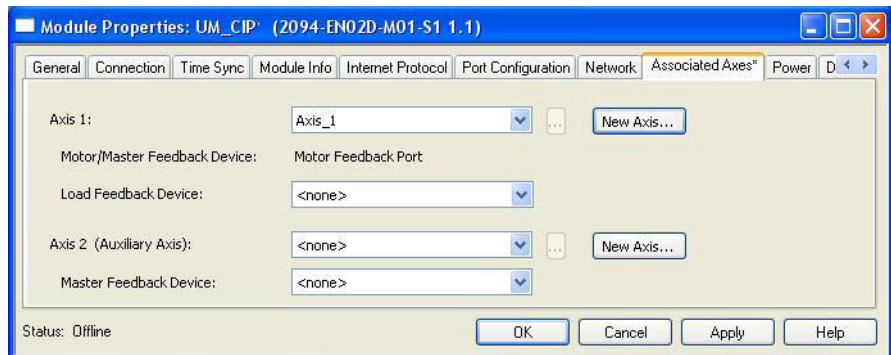 Module Properties: UM_CIP' (2094-EN02D-M01-S1 1.1)
General Connection Time Sync Module Info Internet Protocol Port Configuration Network Associated Axes* Power D
Axis 1: Axis_1 ... New Axis...
Motor/Master Feedback Device: Motor Feedback Port
Load Feedback Device: <none>
Axis 2 (Auxiliary Axis): <none> ... New Axis...
Master Feedback Device: <none>
Status: Offline OK Cancel Apply Help